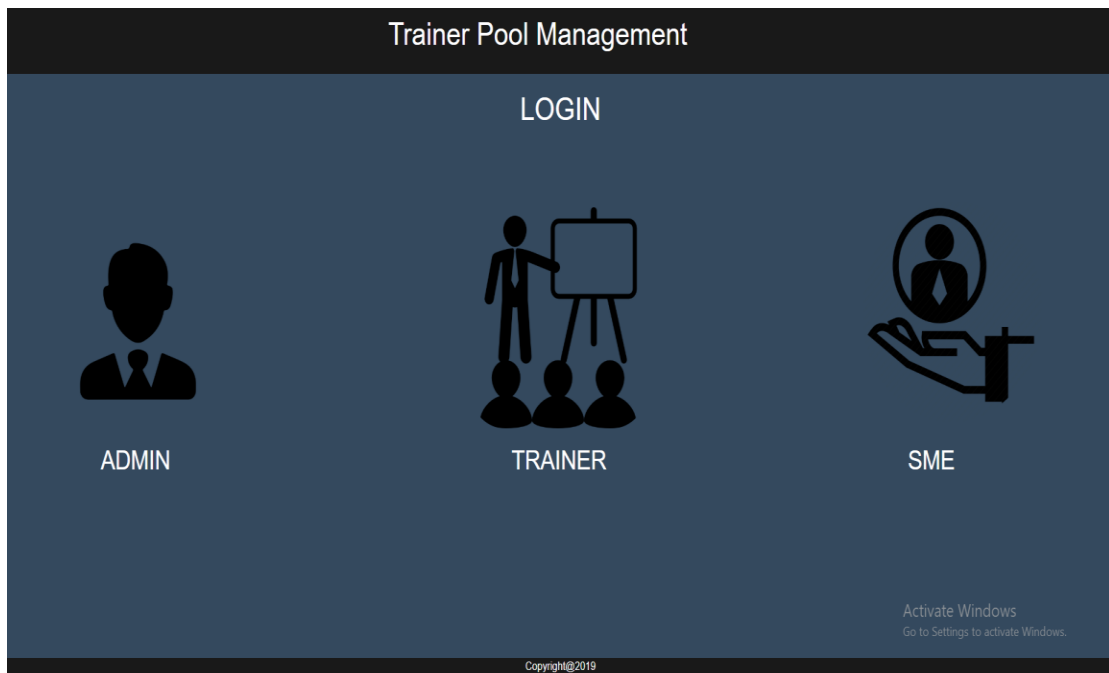 Trainer Pool Management
LOGIN
ADMIN
TRAINER
SME
Activate Windows
Go to Settings to activate Windows.
Copyright@2019